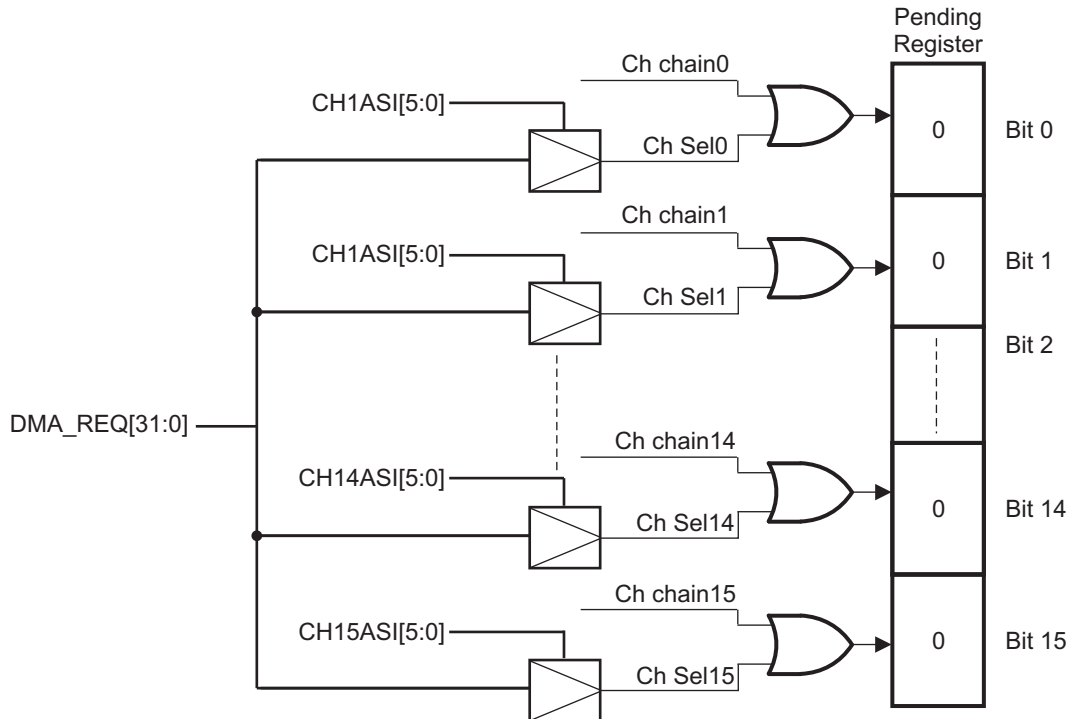 Pending
Register
Ch chain0
CH1ASI[5:0]
0
Bit 0
Ch Sel0
Ch chain1
CH1ASI[5:0]
0
Bit 1
Ch Sel1
Bit 2
DMA_REQ[31:0]
Ch chain14
CH14ASI[5:0]
0
Bit 14
Ch Sel14
Ch chain15
CH15ASI[5:0]
0
Bit 15
Ch Sel15